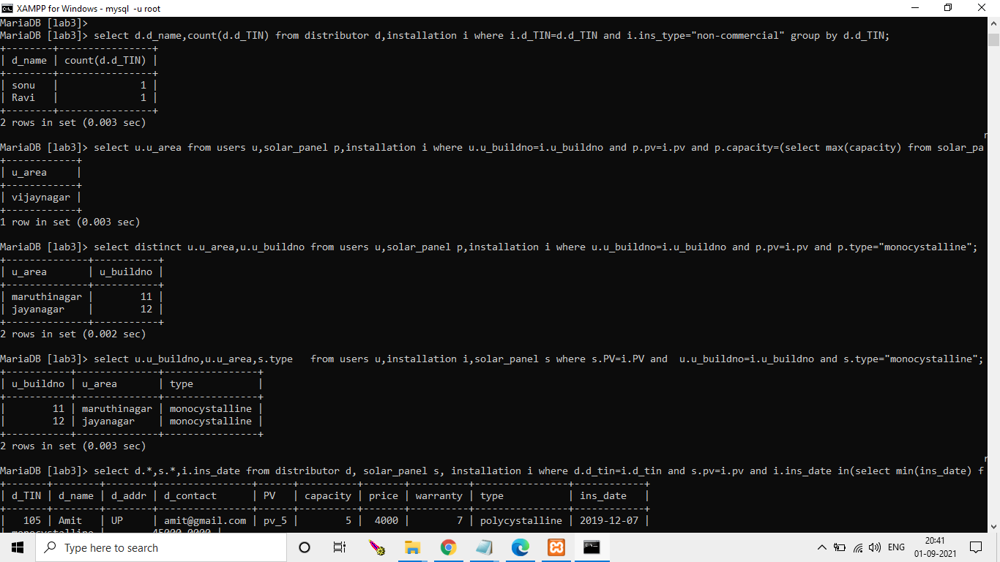 XAMPP for Windows - mysql -u root
MariaDB [lab3]>
MariaDB [lab3]> select d.d_name,count(d.d_TIN) from distributor d,installation i where i.d_TIN=d.d_TIN and i.ins_type="non-commercial" group by d.d_TIN;
+--------+----------------+
| d_name | count(d.d_TIN) |
+--------+----------------+
| sonu   |              1 |
| Ravi   |              1 |
+--------+----------------+
2 rows in set (0.003 sec)
MariaDB [lab3]> select u.u_area from users u,solar_panel p,installation i where u.u_buildno=i.u_buildno and p.pv=i.pv and p.capacity=(select max(capacity) from solar_pa
+------------+
| u_area     |
+------------+
| vijaynagar |
+------------+
1 row in set (0.003 sec)
MariaDB [lab3]> select distinct u.u_area,u.u_buildno from users u,solar_panel p,installation i where u.u_buildno=i.u_buildno and p.pv=i.pv and p.type="monocystalline";
+--------------+-----------+
| u_area       | u_buildno |
+--------------+-----------+
| maruthinagar |        11 |
| jayanagar    |        12 |
+--------------+-----------+
2 rows in set (0.002 sec)
MariaDB [lab3]> select u.u_buildno,u.u_area,s.type   from users u,installation i,solar_panel s where s.PV=i.PV and  u.u_buildno=i.u_buildno and s.type="monocystalline";
+-----------+--------------+----------------+
| u_buildno | u_area       | type           |
+-----------+--------------+----------------+
|        11 | maruthinagar | monocystalline |
|        12 | jayanagar    | monocystalline |
+-----------+--------------+----------------+
2 rows in set (0.003 sec)
MariaDB [lab3]> select d.*,s.*,i.ins_date from distributor d, solar_panel s, installation i where d.d_tin=i.d_tin and s.pv=i.pv and i.ins_date in(select min(ins_date) f
+-------+--------+--------+----------------+------+----------+-------+----------+----------------+------------+
| d_TIN | d_name | d_addr | d_contact      | PV   | capacity | price | warranty | type           | ins_date   |
+-------+--------+--------+----------------+------+----------+-------+----------+----------------+------------+
|   105 | Amit   | UP     | amit@gmail.com | pv_5 |        5 |  4000 |        7 | polycystalline | 2019-12-07 |
Type here to search
ENG
20:41
01-09-2021